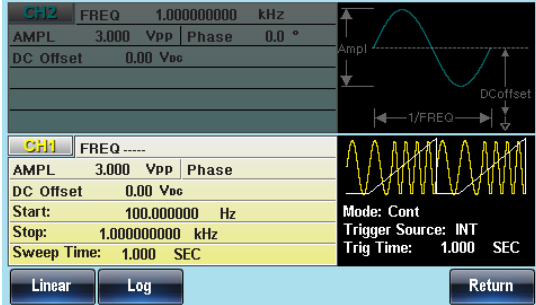 CH2 FREQ 1.000000000 kHz
AMPL 3.000 VPP Phase 0.0 °
DC Offset 0.00 VDC
Ampl
DCoffset
1/FREQ
CH1 FREQ -----
AMPL 3.000 VPP Phase
DC Offset 0.00 VDC
Start: 100.000000 Hz
Stop: 1.000000000 kHz
Sweep Time: 1.000 SEC
Mode: Cont
Trigger Source: INT
Trig Time: 1.000 SEC
Linear Log Return